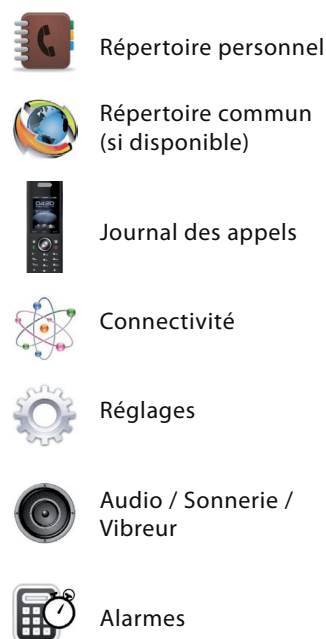 Répertoire personnel
Répertoire commun
(si disponible)
Journal des appels
Connectivité
Réglages
Audio / Sonnerie /
Vibreur
Alarmes